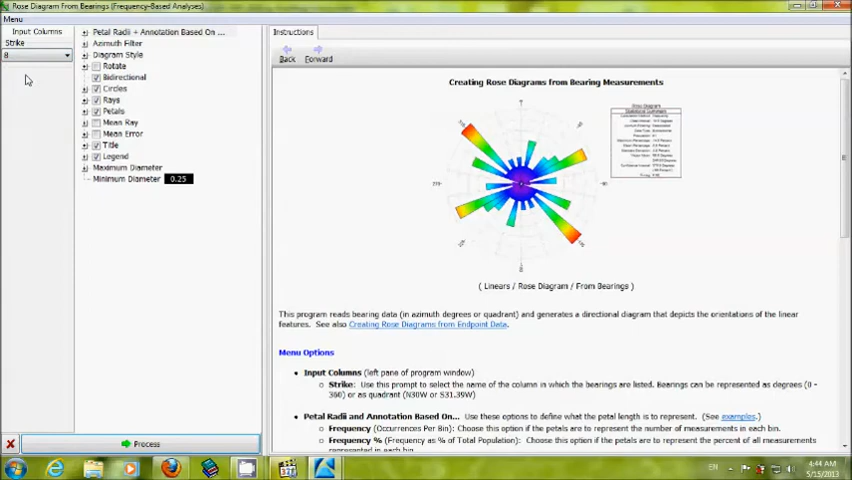 Rose Diagram From Bearings (Frequency-Based Analyses)
Menu
Input Columns
Strike
8
Petal Radii + Annotation Based On ...
Azimuth Filter
Diagram Style
Rotate
Bidirectional
Circles
Rays
Petals
Mean Ray
Mean Error
Title
Legend
Maximum Diameter
Minimum Diameter 0.25
Process
Instructions
Back Forward
Creating Rose Diagrams from Bearing Measurements
( Linears / Rose Diagram / From Bearings )
This program reads bearing data (in azimuth degrees or quadrant) and generates a directional diagram that depicts the orientations of the linear
features. See also Creating Rose Diagrams from Endpoint Data.
Menu Options
• Input Columns (left pane of program window)
○ Strike: Use this prompt to select the name of the column in which the bearings are listed. Bearings can be represented as degrees (0 -
360) or as quadrant (N30W or S31.39W)
• Petal Radii and Annotation Based On... Use these options to define what the petal length is to represent. (See examples.)
○ Frequency (Occurrences Per Bin): Choose this option if the petals are to represent the number of measurements in each bin.
○ Frequency % (Frequency as % of Total Population): Choose this option if the petals are to represent the percent of all measurements
represented in each bin.
EN
4:44 AM
5/15/2013